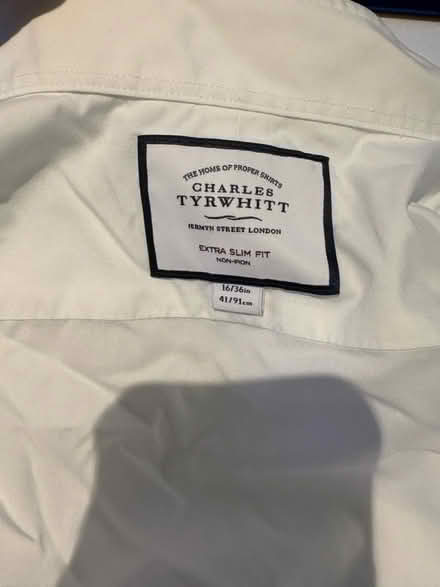 THE HOME OF PROPER SHIRTS
CHARLES
TYRWHITT
JERMYN STREET LONDON
EXTRA SLIM FIT
NON-IRON
16/36in
41/91cm